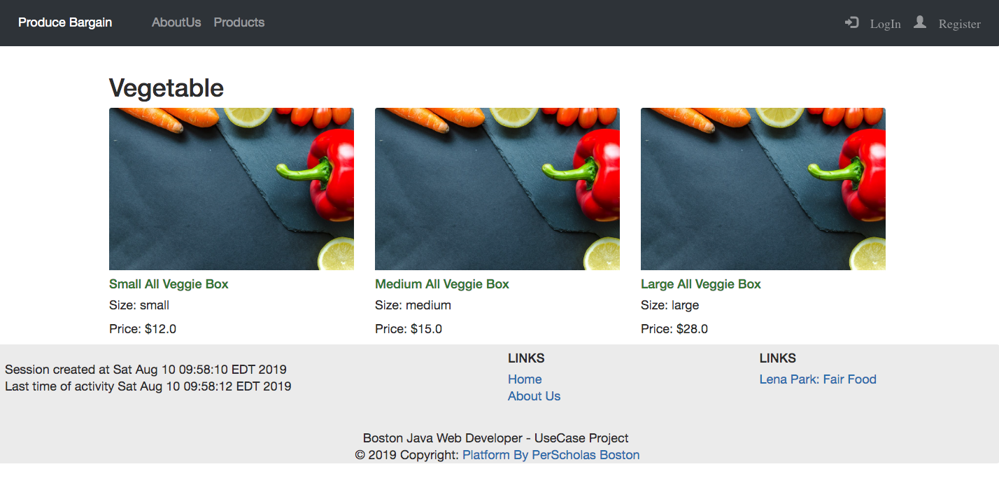 Produce Bargain AboutUs Products LogIn Register
Vegetable
Small All Veggie Box
Size: small
Price: $12.0
Medium All Veggie Box
Size: medium
Price: $15.0
Large All Veggie Box
Size: large
Price: $28.0
Session created at Sat Aug 10 09:58:10 EDT 2019
Last time of activity Sat Aug 10 09:58:12 EDT 2019
LINKS
Home
About Us
LINKS
Lena Park: Fair Food
Boston Java Web Developer - UseCase Project
© 2019 Copyright: Platform By PerScholas Boston